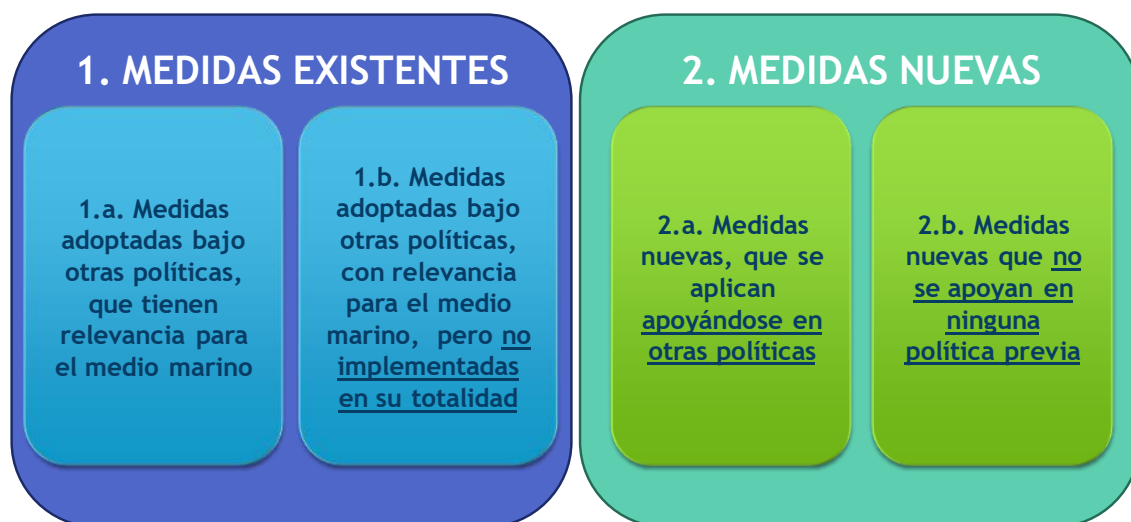 1. MEDIDAS EXISTENTES
1.a. Medidas
adoptadas bajo
otras políticas,
que tienen
relevancia para
el medio marino
1.b. Medidas
adoptadas bajo
otras políticas,
con relevancia
para el medio
marino, pero no
implementadas
en su totalidad
2. MEDIDAS NUEVAS
2.a. Medidas
nuevas, que se
aplican
apoyándose en
otras políticas
2.b. Medidas
nuevas que no
se apoyan en
ninguna
política previa